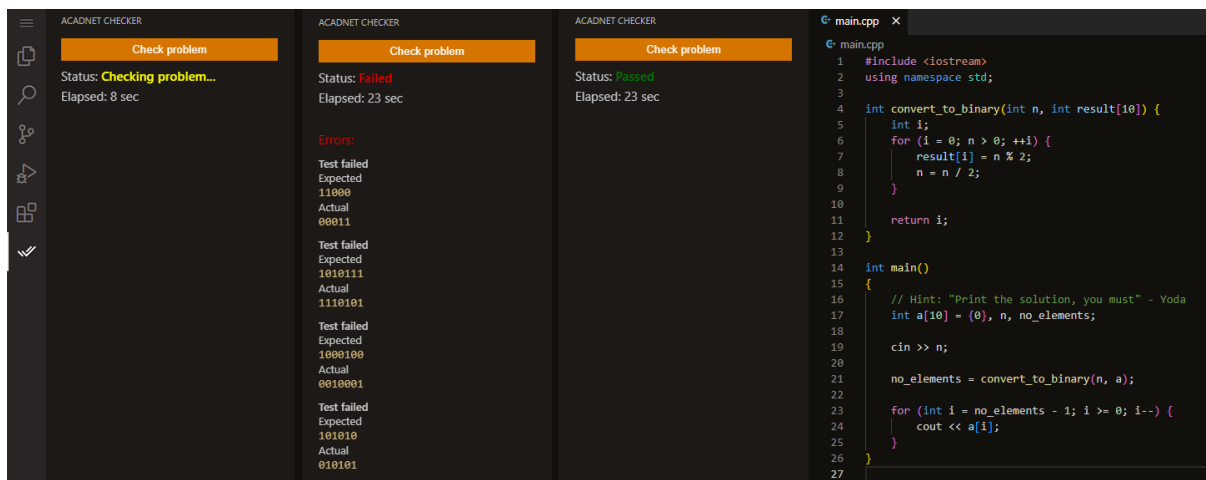 ACADNET CHECKER
Check problem
Status: Checking problem...
Elapsed: 8 sec
ACADNET CHECKER
Check problem
Status: Failed
Elapsed: 23 sec
Errors:
Test failed
Expected
11000
Actual
00011
Test failed
Expected
1010111
Actual
1110101
Test failed
Expected
1000100
Actual
0010001
Test failed
Expected
101010
Actual
010101
ACADNET CHECKER
Check problem
Status: Passed
Elapsed: 23 sec
main.cpp
main.cpp
1 #include <iostream>
2 using namespace std;
3
4 int convert_to_binary(int n, int result[10]) {
5 int i;
6 for (i = 0; n > 0; ++i) {
7 result[i] = n % 2;
8 n = n / 2;
9 }
10
11 return i;
12 }
13
14 int main()
15 {
16 // Hint: "Print the solution, you must" - Yoda
17 int a[10] = {0}, n, no_elements;
18
19 cin >> n;
20
21 no_elements = convert_to_binary(n, a);
22
23 for (int i = no_elements - 1; i >= 0; i--) {
24 cout << a[i];
25 }
26 }
27